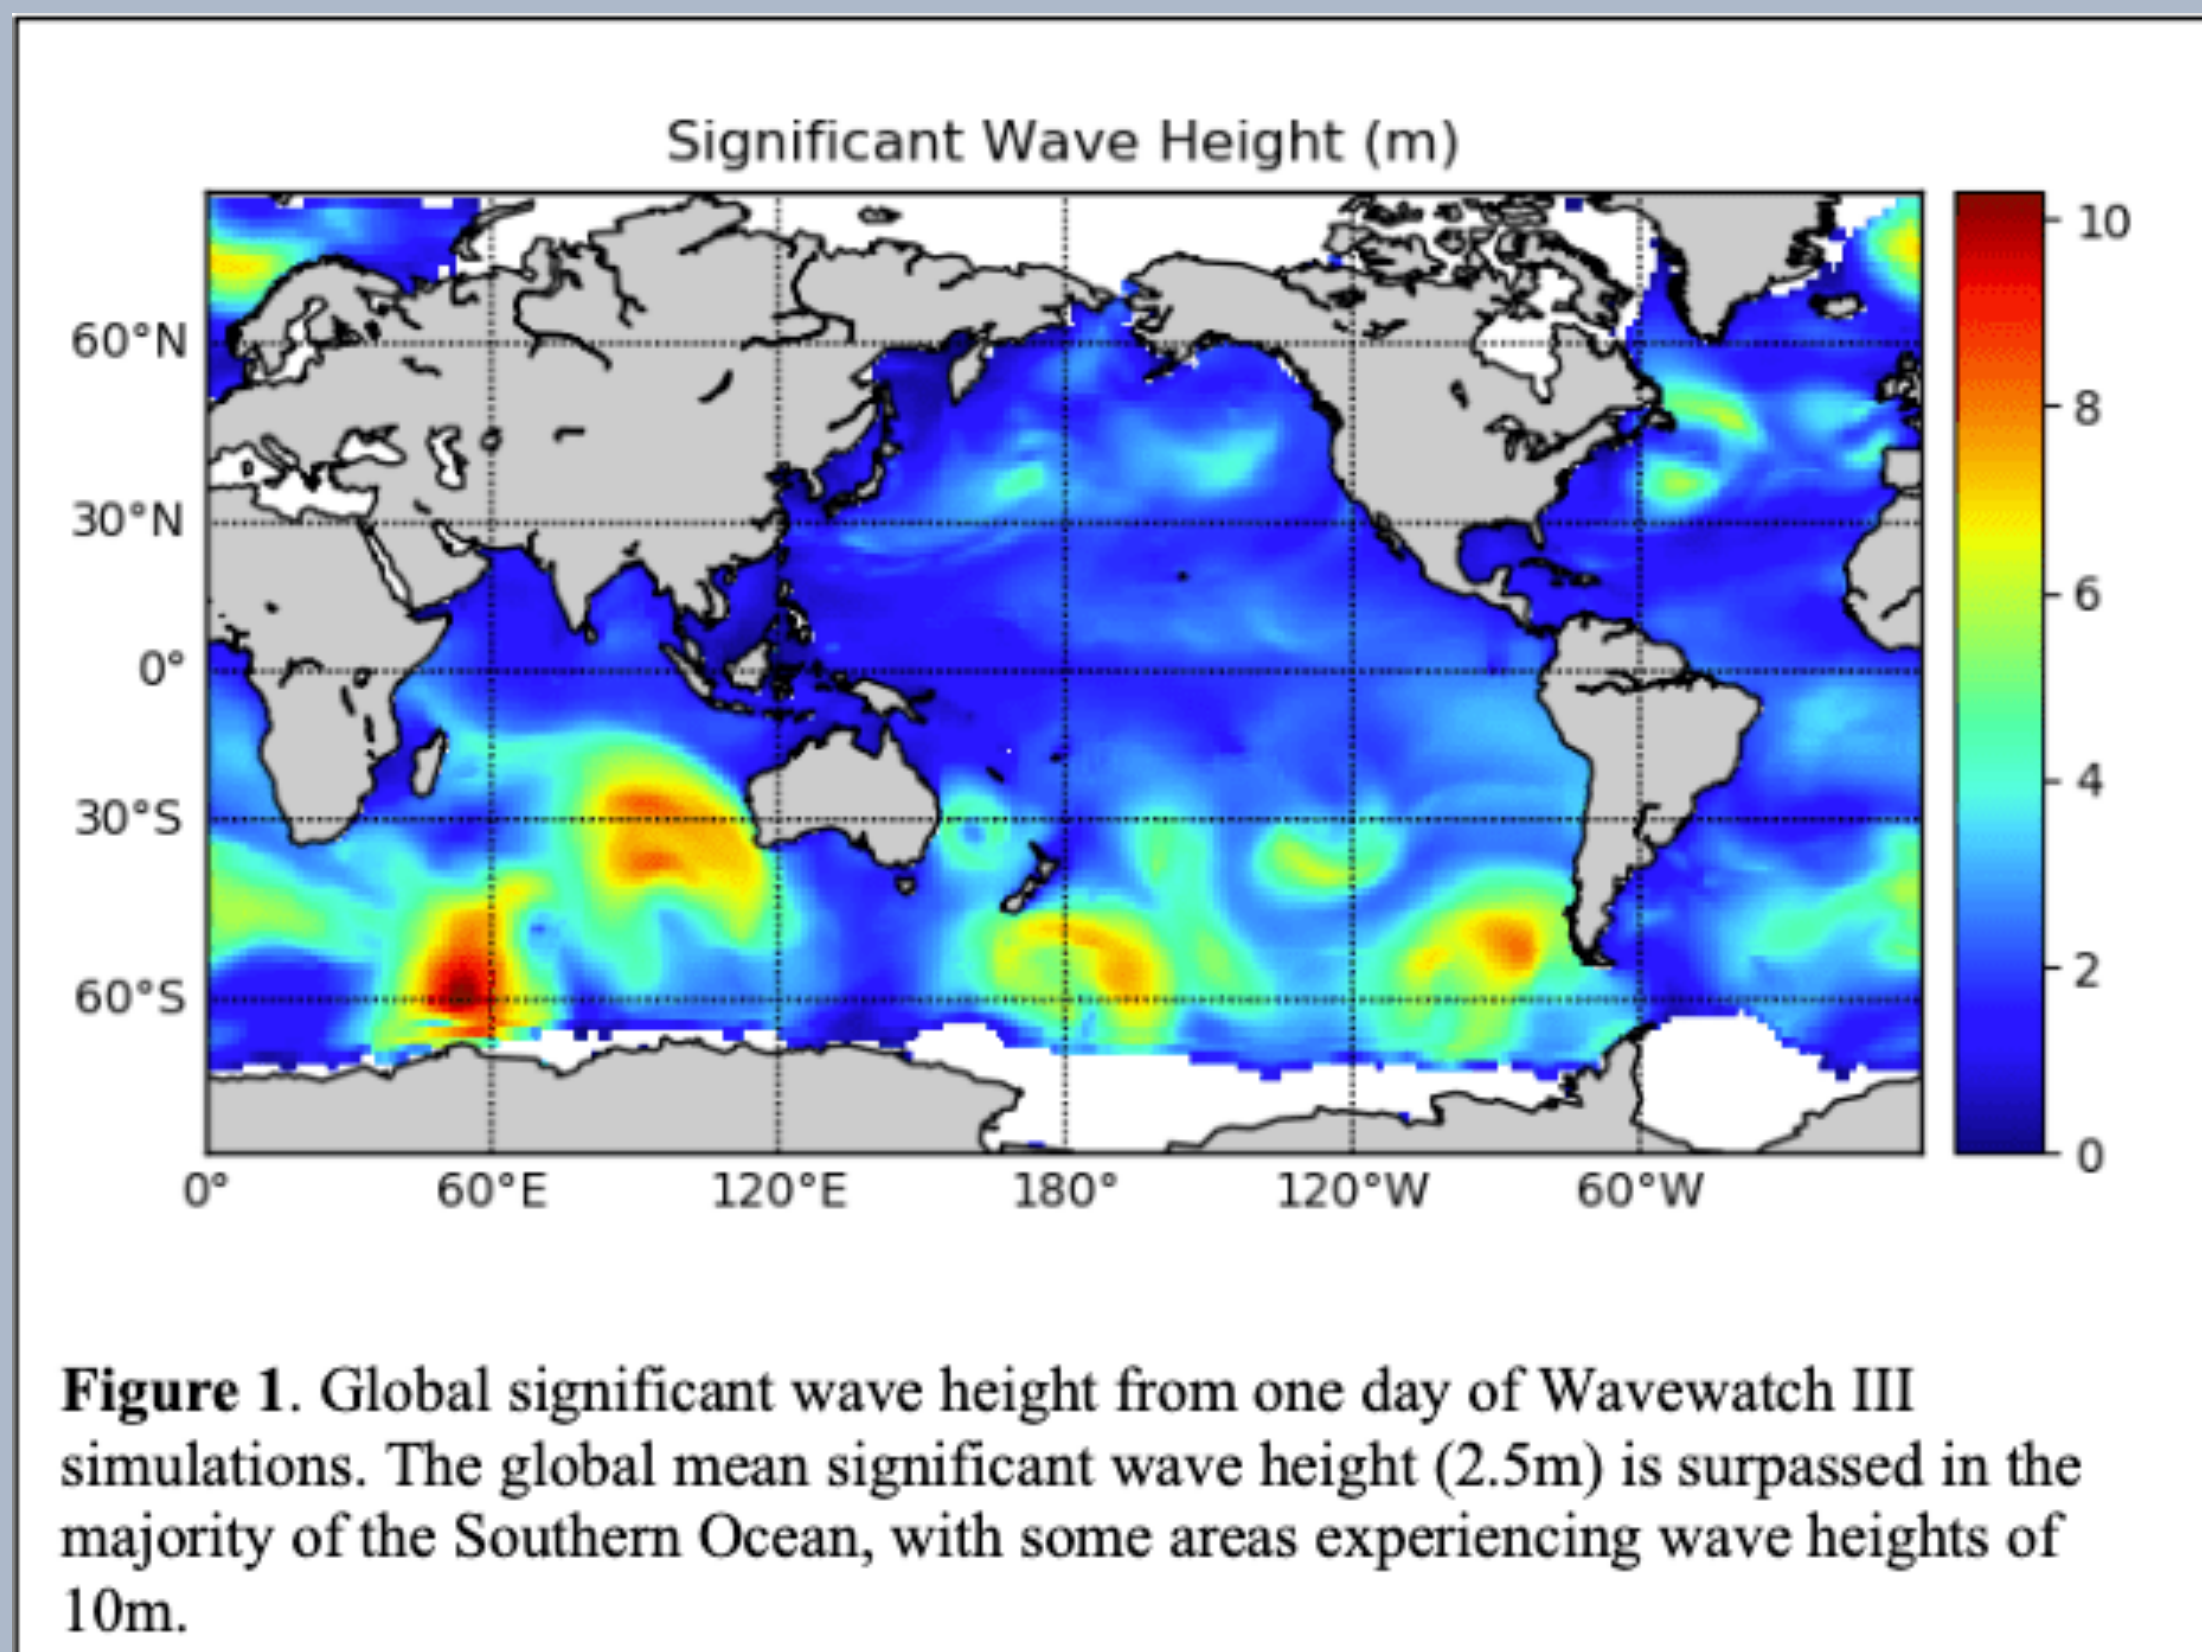 Significant Wave Height (m)
60°N
30°N
0°
30°S
60°S
0°
60°E
120°E
180°
120°W
60°W
10
8
6
4
2
0
Figure 1. Global significant wave height from one day of Wavewatch III
simulations. The global mean significant wave height (2.5m) is surpassed in the
majority of the Southern Ocean, with some areas experiencing wave heights of
10m.